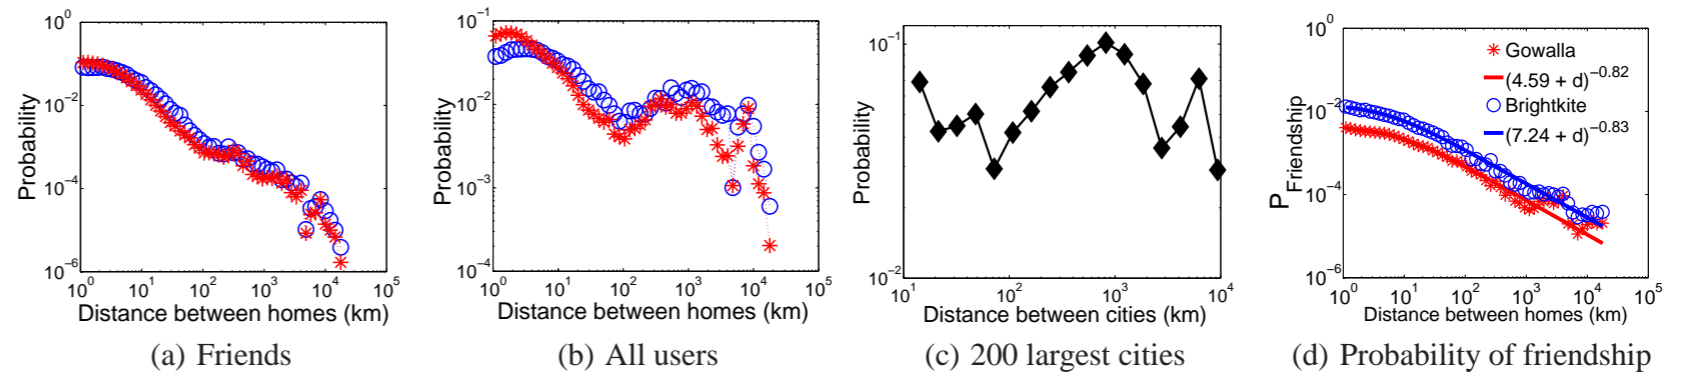 10^0
10^-2
10^-4
10^-6
Probability
10^0 10^1 10^2 10^3 10^4 10^5
Distance between homes (km)
(a) Friends
10^-1
10^-2
10^-3
10^-4
Probability
10^0 10^1 10^2 10^3 10^4 10^5
Distance between homes (km)
(b) All users
10^-1
10^-2
Probability
10^1 10^2 10^3 10^4
Distance between cities (km)
(c) 200 largest cities
10^0
10^-2
10^-4
10^-6
P_Friendship
Gowalla
(4.59 + d)^-0.82
Brightkite
(7.24 + d)^-0.83
10^0 10^1 10^2 10^3 10^4 10^5
Distance between homes (km)
(d) Probability of friendship